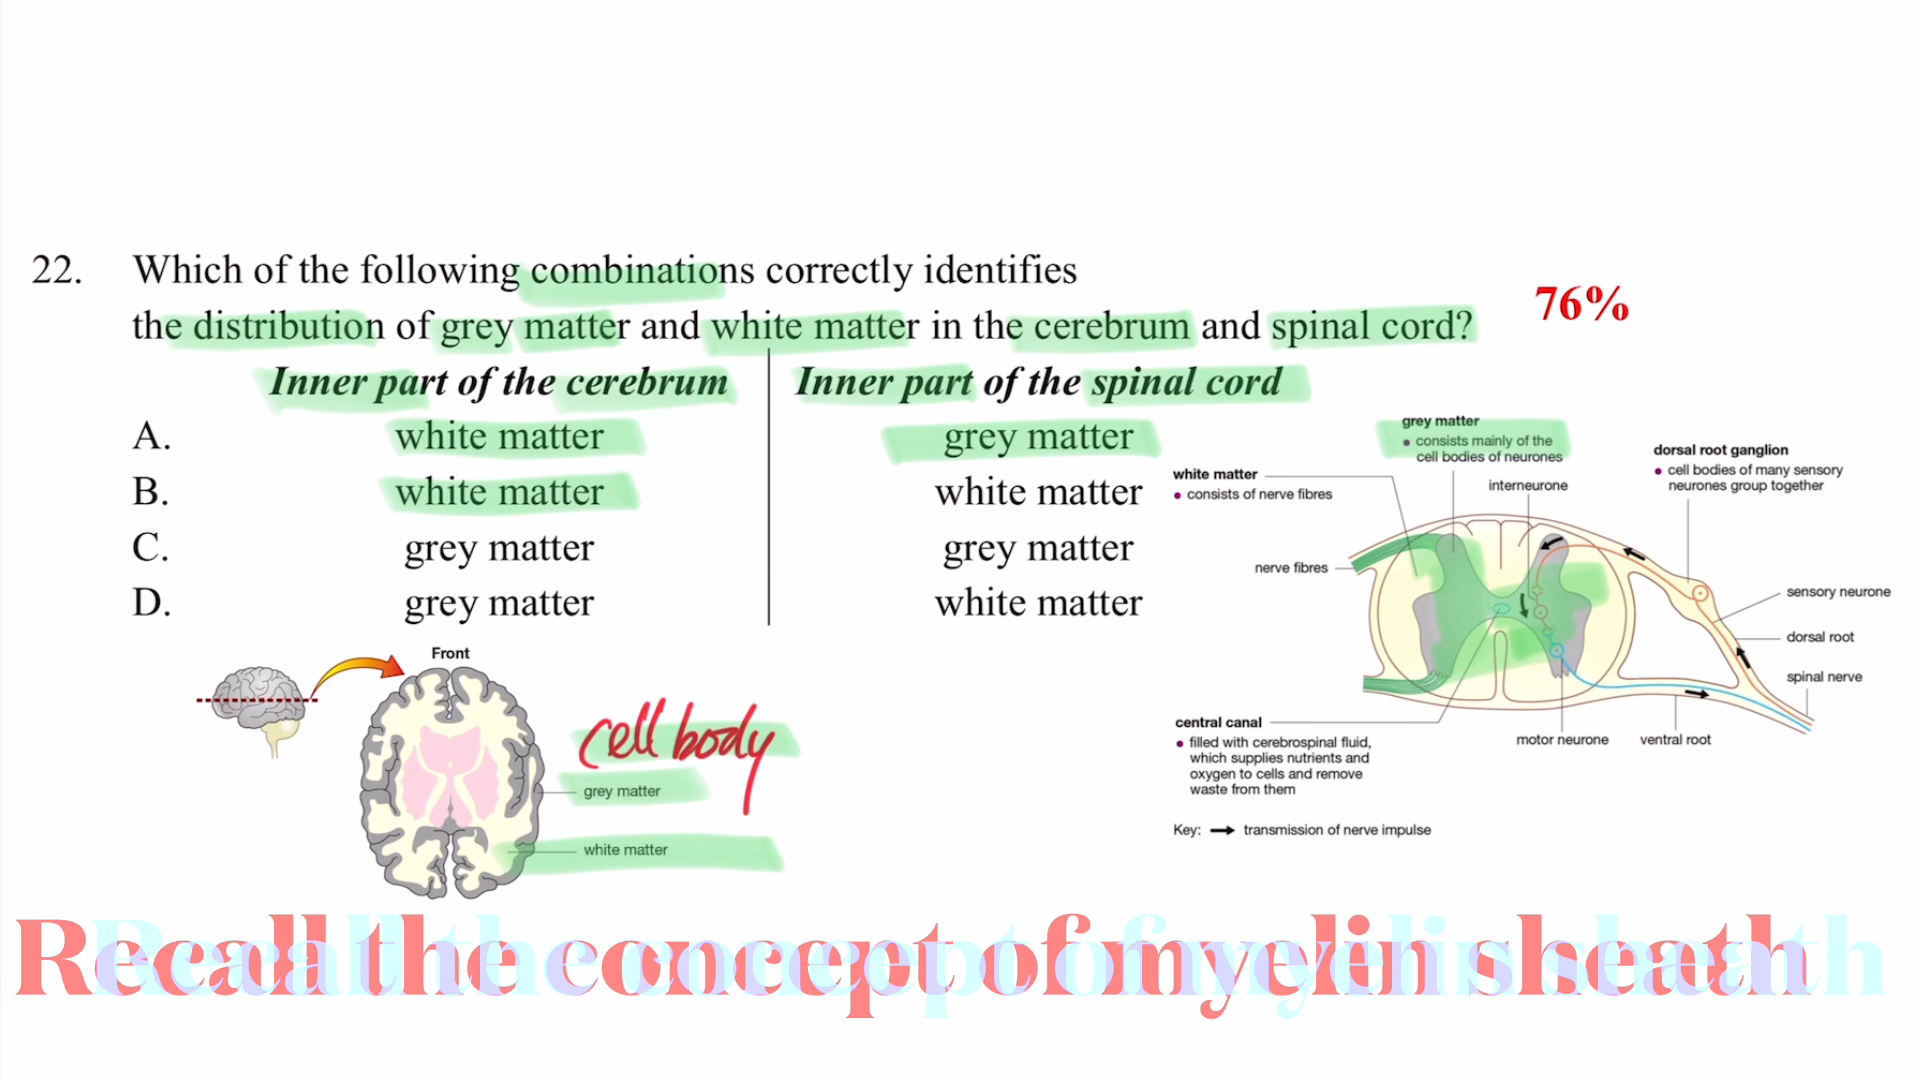 22. Which of the following combinations correctly identifies
the distribution of grey matter and white matter in the cerebrum and spinal cord?
76%
Inner part of the cerebrum Inner part of the spinal cord
A. white matter grey matter
B. white matter white matter
C. grey matter grey matter
D. grey matter white matter
Front
cell body
grey matter
white matter
grey matter
• consists mainly of the
cell bodies of neurones
dorsal root ganglion
• cell bodies of many sensory
neurones group together
white matter
• consists of nerve fibres
interneurone
nerve fibres
sensory neurone
dorsal root
spinal nerve
central canal
• filled with cerebrospinal fluid,
which supplies nutrients and
oxygen to cells and remove
waste from them
motor neurone
ventral root
Key: → transmission of nerve impulse
Recall the concept of myelin sheath